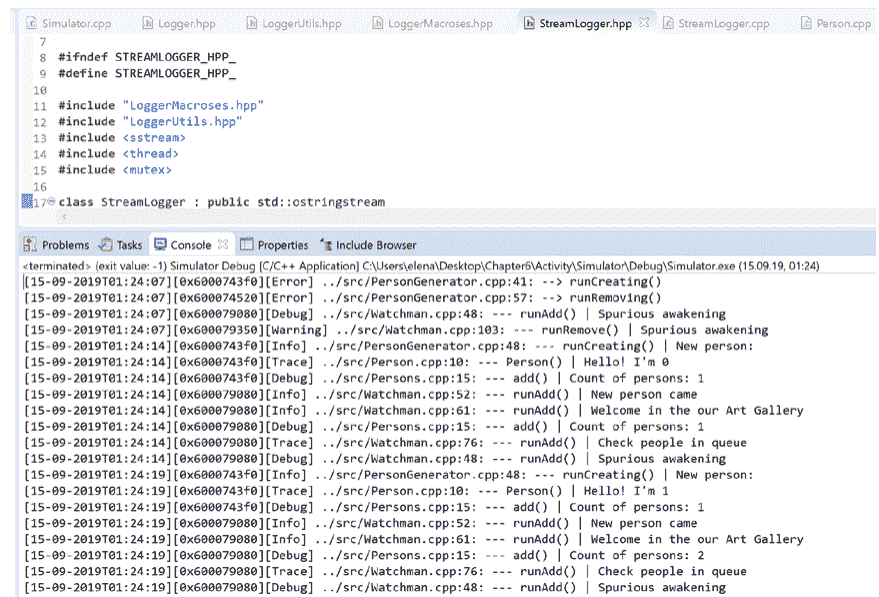 Simulator.cpp Logger.hpp LoggerUtils.hpp LoggerMacroses.hpp StreamLogger.hpp StreamLogger.cpp Person.cpp
7
8 #ifndef STREAMLOGGER_HPP_
9 #define STREAMLOGGER_HPP_
10
11 #include "LoggerMacroses.hpp"
12 #include "LoggerUtils.hpp"
13 #include <sstream>
14 #include <thread>
15 #include <mutex>
16
17 class StreamLogger : public std::ostringstream
Problems Tasks Console Properties Include Browser
<terminated> (exit value: -1) Simulator Debug [C/C++ Application] C:\Users\elena\Desktop\Chapter6\Activity\Simulator\Debug\Simulator.exe (15.09.19, 01:24)
[15-09-2019T01:24:07][0x6000743f0][Error] ../src/PersonGenerator.cpp:41: --> runCreating()
[15-09-2019T01:24:07][0x600074520][Error] ../src/PersonGenerator.cpp:57: --> runRemoving()
[15-09-2019T01:24:07][0x600079080][Debug] ../src/Watchman.cpp:48: --- runAdd() | Spurious awakening
[15-09-2019T01:24:07][0x600079350][Warning] ../src/Watchman.cpp:103: --- runRemove() | Spurious awakening
[15-09-2019T01:24:14][0x6000743f0][Info] ../src/PersonGenerator.cpp:48: --- runCreating() | New person:
[15-09-2019T01:24:14][0x6000743f0][Trace] ../src/Person.cpp:10: --- Person() | Hello! I'm 0
[15-09-2019T01:24:14][0x6000743f0][Debug] ../src/Persons.cpp:15: --- add() | Count of persons: 1
[15-09-2019T01:24:14][0x600079080][Info] ../src/Watchman.cpp:52: --- runAdd() | New person came
[15-09-2019T01:24:14][0x600079080][Info] ../src/Watchman.cpp:61: --- runAdd() | Welcome in the our Art Gallery
[15-09-2019T01:24:14][0x600079080][Debug] ../src/Persons.cpp:15: --- add() | Count of persons: 1
[15-09-2019T01:24:14][0x600079080][Trace] ../src/Watchman.cpp:76: --- runAdd() | Check people in queue
[15-09-2019T01:24:14][0x600079080][Debug] ../src/Watchman.cpp:48: --- runAdd() | Spurious awakening
[15-09-2019T01:24:19][0x6000743f0][Info] ../src/PersonGenerator.cpp:48: --- runCreating() | New person:
[15-09-2019T01:24:19][0x6000743f0][Trace] ../src/Person.cpp:10: --- Person() | Hello! I'm 1
[15-09-2019T01:24:19][0x6000743f0][Debug] ../src/Persons.cpp:15: --- add() | Count of persons: 1
[15-09-2019T01:24:19][0x600079080][Info] ../src/Watchman.cpp:52: --- runAdd() | New person came
[15-09-2019T01:24:19][0x600079080][Info] ../src/Watchman.cpp:61: --- runAdd() | Welcome in the our Art Gallery
[15-09-2019T01:24:19][0x600079080][Debug] ../src/Persons.cpp:15: --- add() | Count of persons: 2
[15-09-2019T01:24:19][0x600079080][Trace] ../src/Watchman.cpp:76: --- runAdd() | Check people in queue
[15-09-2019T01:24:19][0x600079080][Debug] ../src/Watchman.cpp:48: --- runAdd() | Spurious awakening